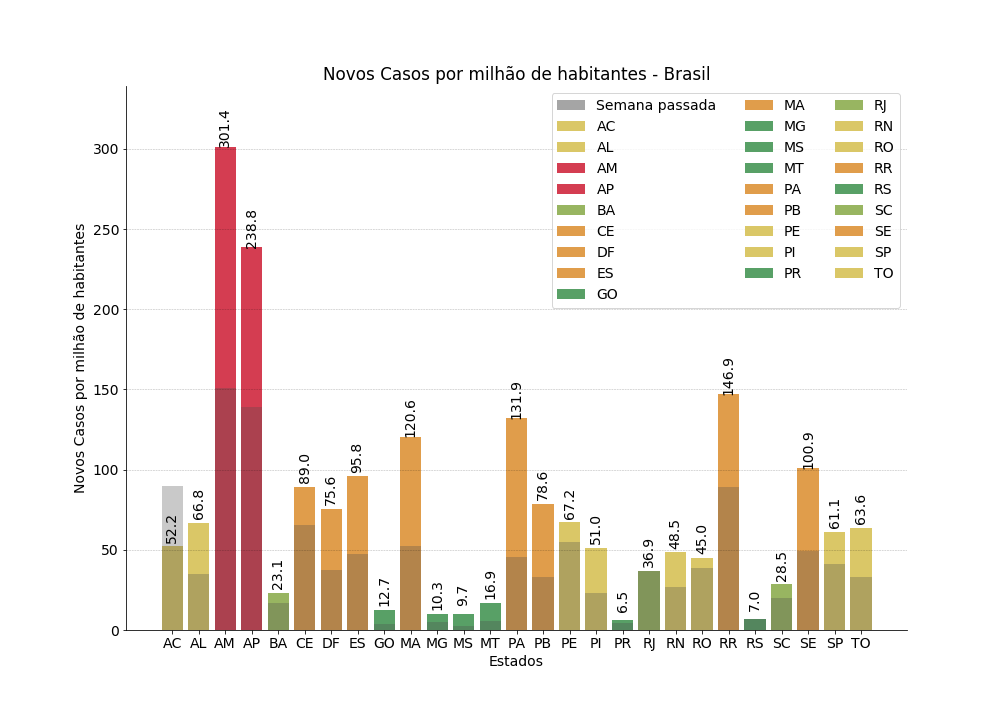 Novos Casos por milhão de habitantes - Brasil
Semana passada
AC
AL
AM
AP
BA
CE
DF
ES
GO
MA
MG
MS
MT
PA
PB
PE
PI
PR
RJ
RN
RO
RR
RS
SC
SE
SP
TO
Novos Casos por milhão de habitantes
300
250
200
150
100
50
0
52.2
66.8
301.4
238.8
23.1
89.0
75.6
95.8
12.7
120.6
10.3
9.7
16.9
131.9
78.6
67.2
51.0
6.5
36.9
48.5
45.0
146.9
7.0
28.5
100.9
61.1
63.6
AC AL AM AP BA CE DF ES GO MA MG MS MT PA PB PE PI PR RJ RN RO RR RS SC SE SP TO
Estados